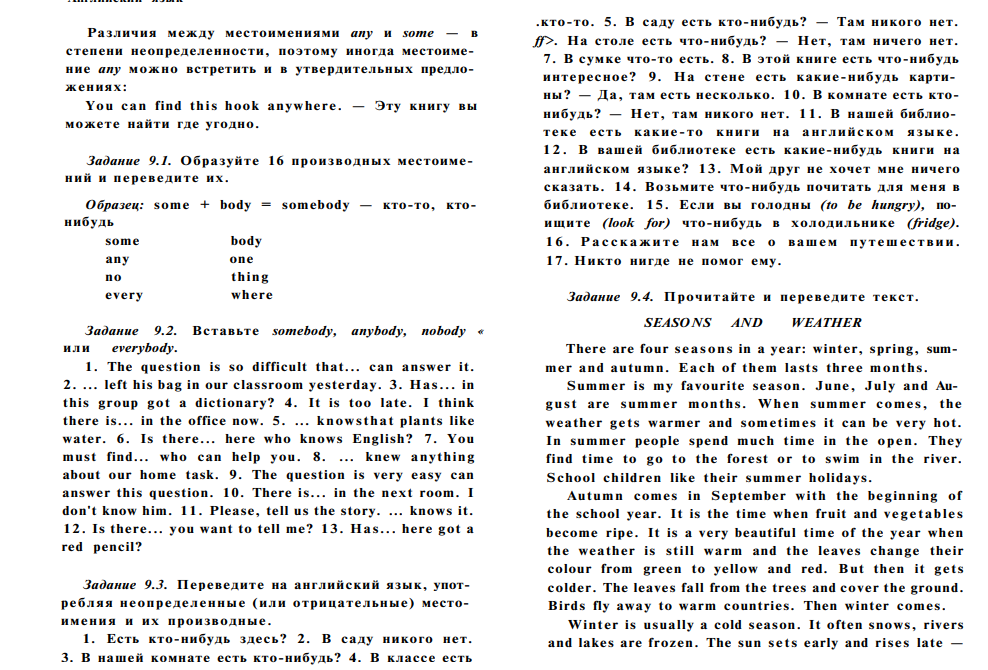 Английский язык
Различия между местоимениями any и some — в
степени неопределенности, поэтому иногда местоиме-
ние any можно встретить и в утвердительных предло-
жениях:
You can find this hook anywhere. — Эту книгу вы
можете найти где угодно.
Задание 9.1. Образуйте 16 производных местоиме-
ний и переведите их.
Образец: some + body = somebody — кто-то, кто-
нибудь
some body
any one
no thing
every where
Задание 9.2. Вставьте somebody, anybody, nobody «
или everybody.
1. The question is so difficult that... can answer it.
2. ... left his bag in our classroom yesterday. 3. Has... in
this group got a dictionary? 4. It is too late. I think
there is... in the office now. 5. ... knowsthat plants like
water. 6. Is there... here who knows English? 7. You
must find... who can help you. 8. ... knew anything
about our home task. 9. The question is very easy can
answer this question. 10. There is... in the next room. I
don't know him. 11. Please, tell us the story. ... knows it.
12. Is there... you want to tell me? 13. Has... here got a
red pencil?
Задание 9.3. Переведите на английский язык, упот-
ребляя неопределенные (или отрицательные) место-
имения и их производные.
1. Есть кто-нибудь здесь? 2. В саду никого нет.
3. В нашей комнате есть кто-нибудь? 4. В классе есть
.кто-то. 5. В саду есть кто-нибудь? — Там никого нет.
ff>. На столе есть что-нибудь? — Нет, там ничего нет.
7. В сумке что-то есть. 8. В этой книге есть что-нибудь
интересное? 9. На стене есть какие-нибудь карти-
ны? — Да, там есть несколько. 10. В комнате есть кто-
нибудь? — Нет, там никого нет. 11. В нашей библио-
теке есть какие-то книги на английском языке.
12. В вашей библиотеке есть какие-нибудь книги на
английском языке? 13. Мой друг не хочет мне ничего
сказать. 14. Возьмите что-нибудь почитать для меня в
библиотеке. 15. Если вы голодны (to be hungry), по-
ищите (look for) что-нибудь в холодильнике (fridge).
16. Расскажите нам все о вашем путешествии.
17. Никто нигде не помог ему.
Задание 9.4. Прочитайте и переведите текст.
SEASONS AND WEATHER
There are four seasons in a year: winter, spring, sum-
mer and autumn. Each of them lasts three months.
Summer is my favourite season. June, July and Au-
gust are summer months. When summer comes, the
weather gets warmer and sometimes it can be very hot.
In summer people spend much time in the open. They
find time to go to the forest or to swim in the river.
School children like their summer holidays.
Autumn comes in September with the beginning of
the school year. It is the time when fruit and vegetables
become ripe. It is a very beautiful time of the year when
the weather is still warm and the leaves change their
colour from green to yellow and red. But then it gets
colder. The leaves fall from the trees and cover the ground.
Birds fly away to warm countries. Then winter comes.
Winter is usually a cold season. It often snows, rivers
and lakes are frozen. The sun sets early and rises late —